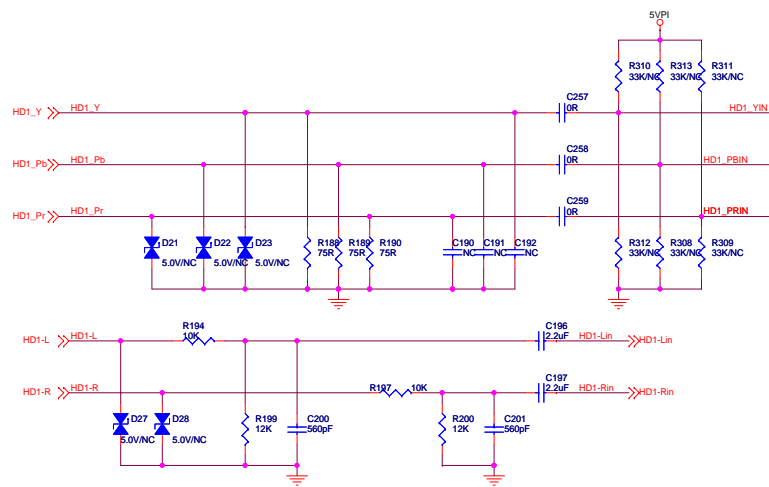 5VPI
R310
33K/NC
R313
33K/NC
R311
33K/NC
C257
0R
HD1_Y
HD1_Y
HD1_YIN
C258
0R
HD1_Pb
HD1_Pb
HD1_PBIN
C259
0R
HD1_Pr
HD1_Pr
HD1_PRIN
D21
5.0V/NC
D22
5.0V/NC
D23
5.0V/NC
R188
75R
R189
75R
R190
75R
C190
NC
C191
NC
C192
NC
R312
33K/NC
R308
33K/NC
R309
33K/NC
R194
10K
C196
2.2uF
HD1-L
HD1-L
HD1-Lin
HD1-Lin
C197
2.2uF
HD1-R
HD1-R
R197
10K
HD1-Rin
HD1-Rin
D27
5.0V/NC
D28
5.0V/NC
R199
12K
C200
560pF
R200
12K
C201
560pF